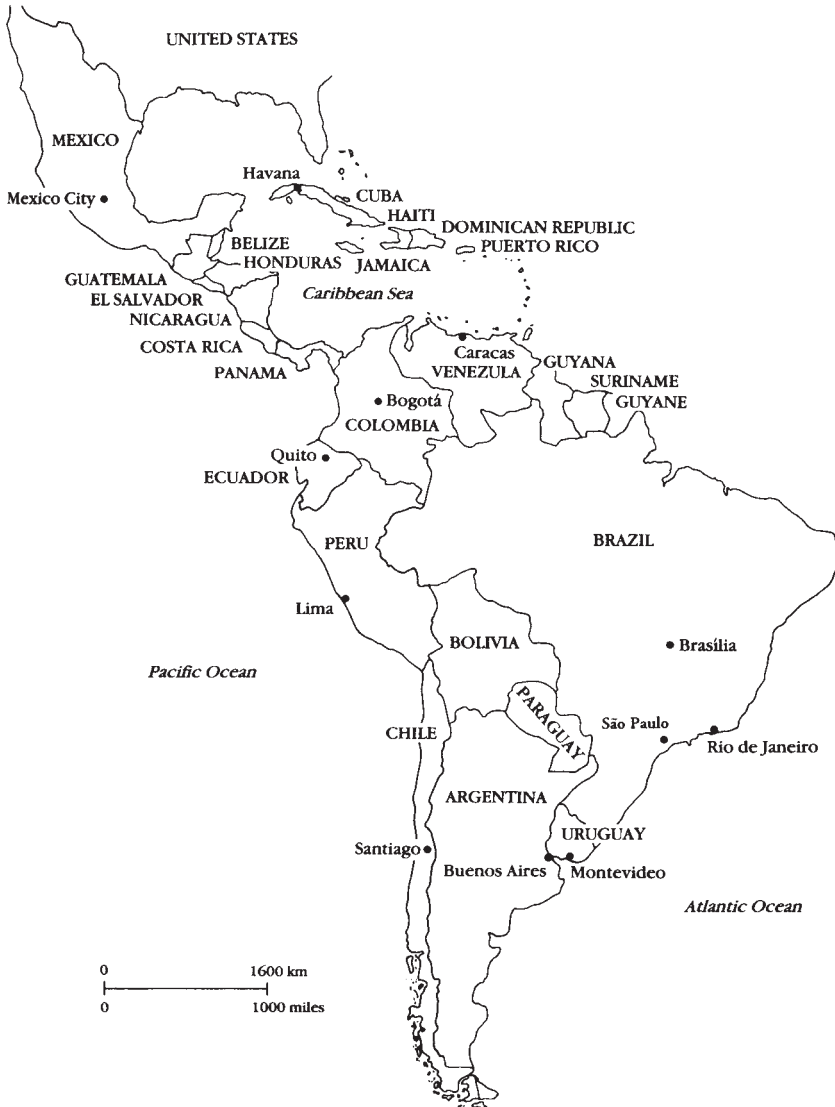 UNITED STATES
MEXICO
Havana
Mexico City
CUBA
HAITI
DOMINICAN REPUBLIC
PUERTO RICO
BELIZE
HONDURAS
JAMAICA
GUATEMALA
EL SALVADOR
Caribbean Sea
NICARAGUA
COSTA RICA
PANAMA
Caracas
VENEZULA
GUYANA
SURINAME
GUYANE
Bogotá
COLOMBIA
Quito
ECUADOR
PERU
BRAZIL
Lima
BOLIVIA
Brasília
Pacific Ocean
PARAGUAY
CHILE
São Paulo
Rio de Janeiro
ARGENTINA
URUGUAY
Santiago
Buenos Aires
Montevideo
Atlantic Ocean
0 1600 km
0 1000 miles